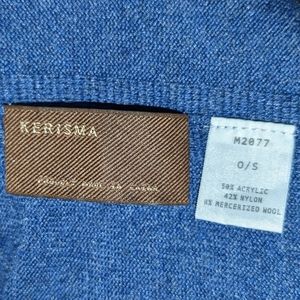 KERISMA
M2077
O/S
50% ACRYLIC
42% NYLON
8% MERCERIZED WOOL